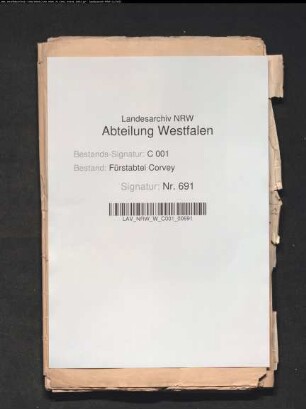 Landesarchiv NRW
Abteilung Westfalen
Bestands-Signatur: C 001
Bestand: Fürstabtei Corvey
Signatur: Nr. 691
LAV_NRW_W_C001_00691